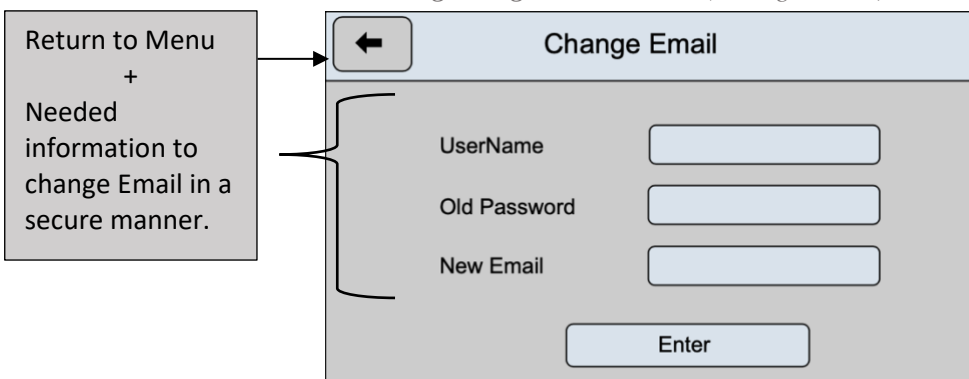 Return to Menu
+
Needed
information to
change Email in a
secure manner.
Change Email
UserName
Old Password
New Email
Enter